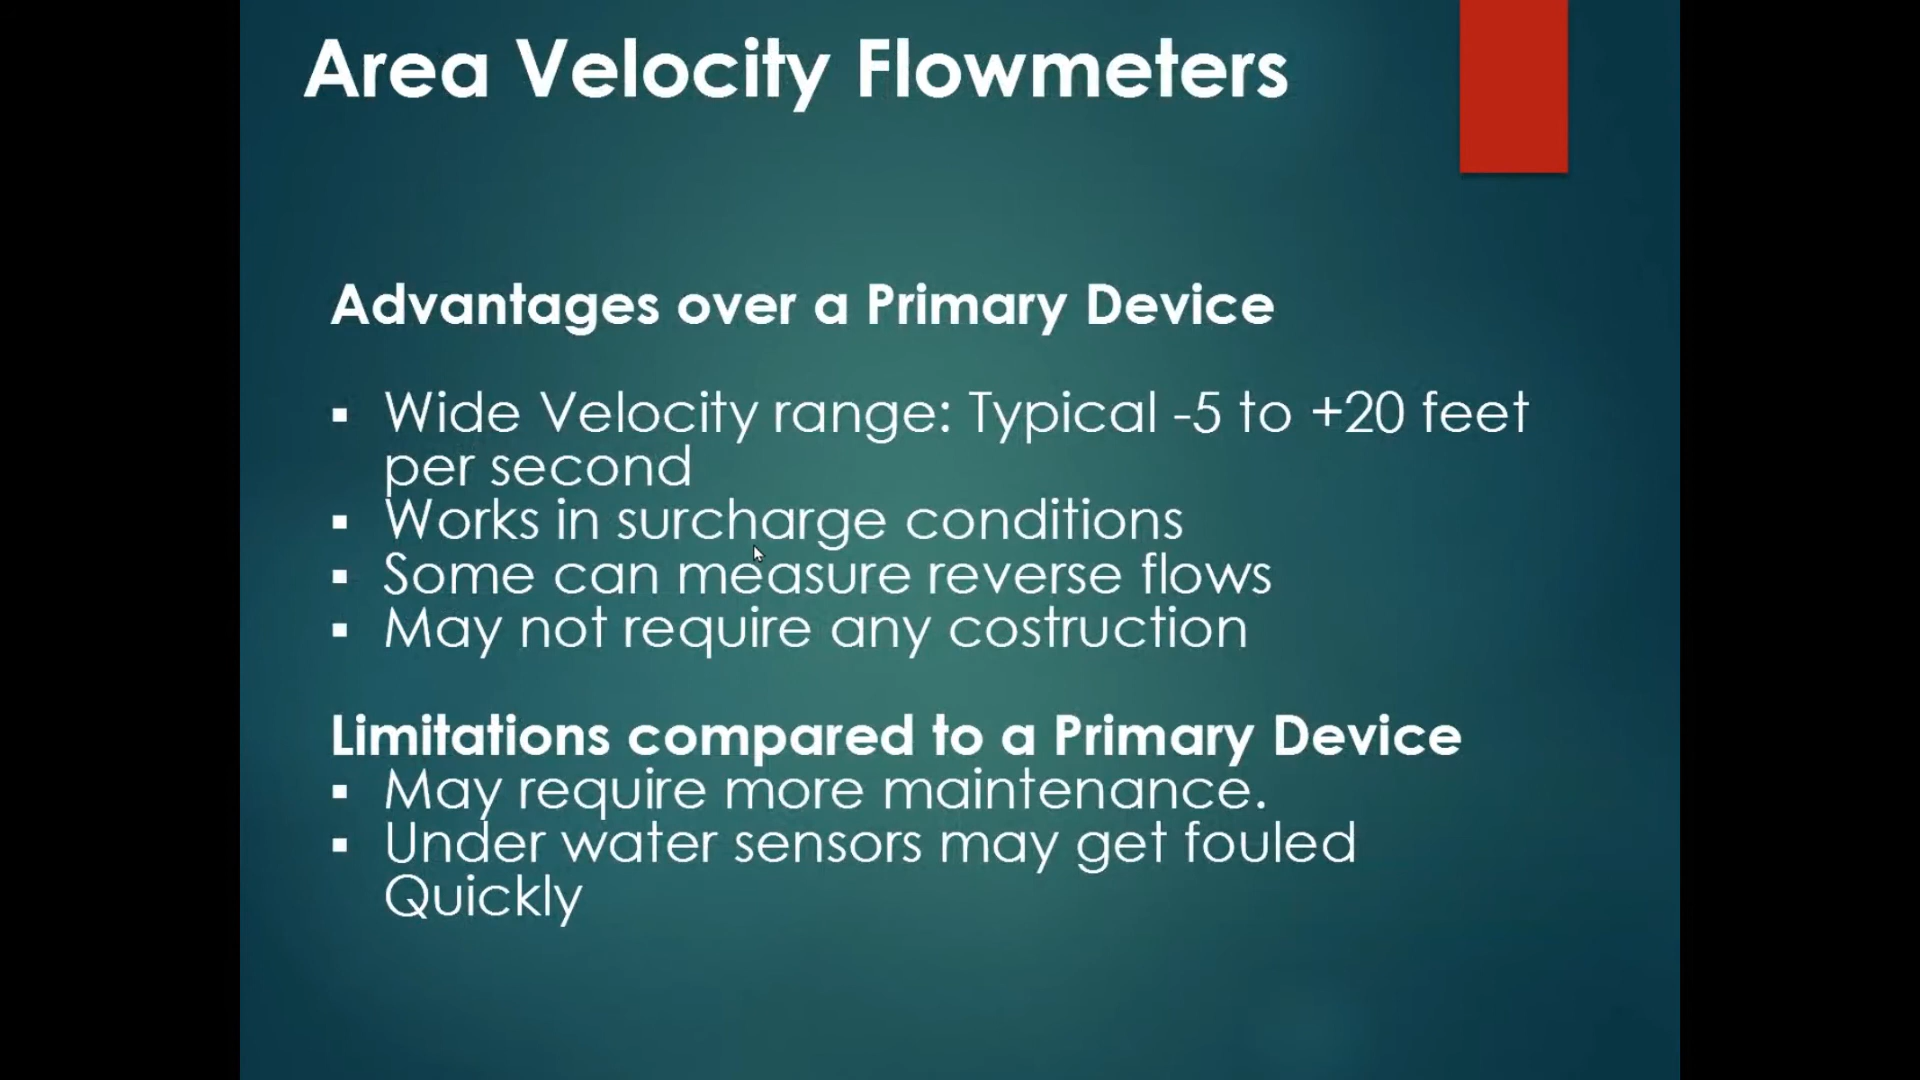 Area Velocity Flowmeters
Advantages over a Primary Device
▪ Wide Velocity range: Typical -5 to +20 feet
per second
▪ Works in surcharge conditions
▪ Some can measure reverse flows
▪ May not require any costruction
Limitations compared to a Primary Device
▪ May require more maintenance.
▪ Under water sensors may get fouled
Quickly